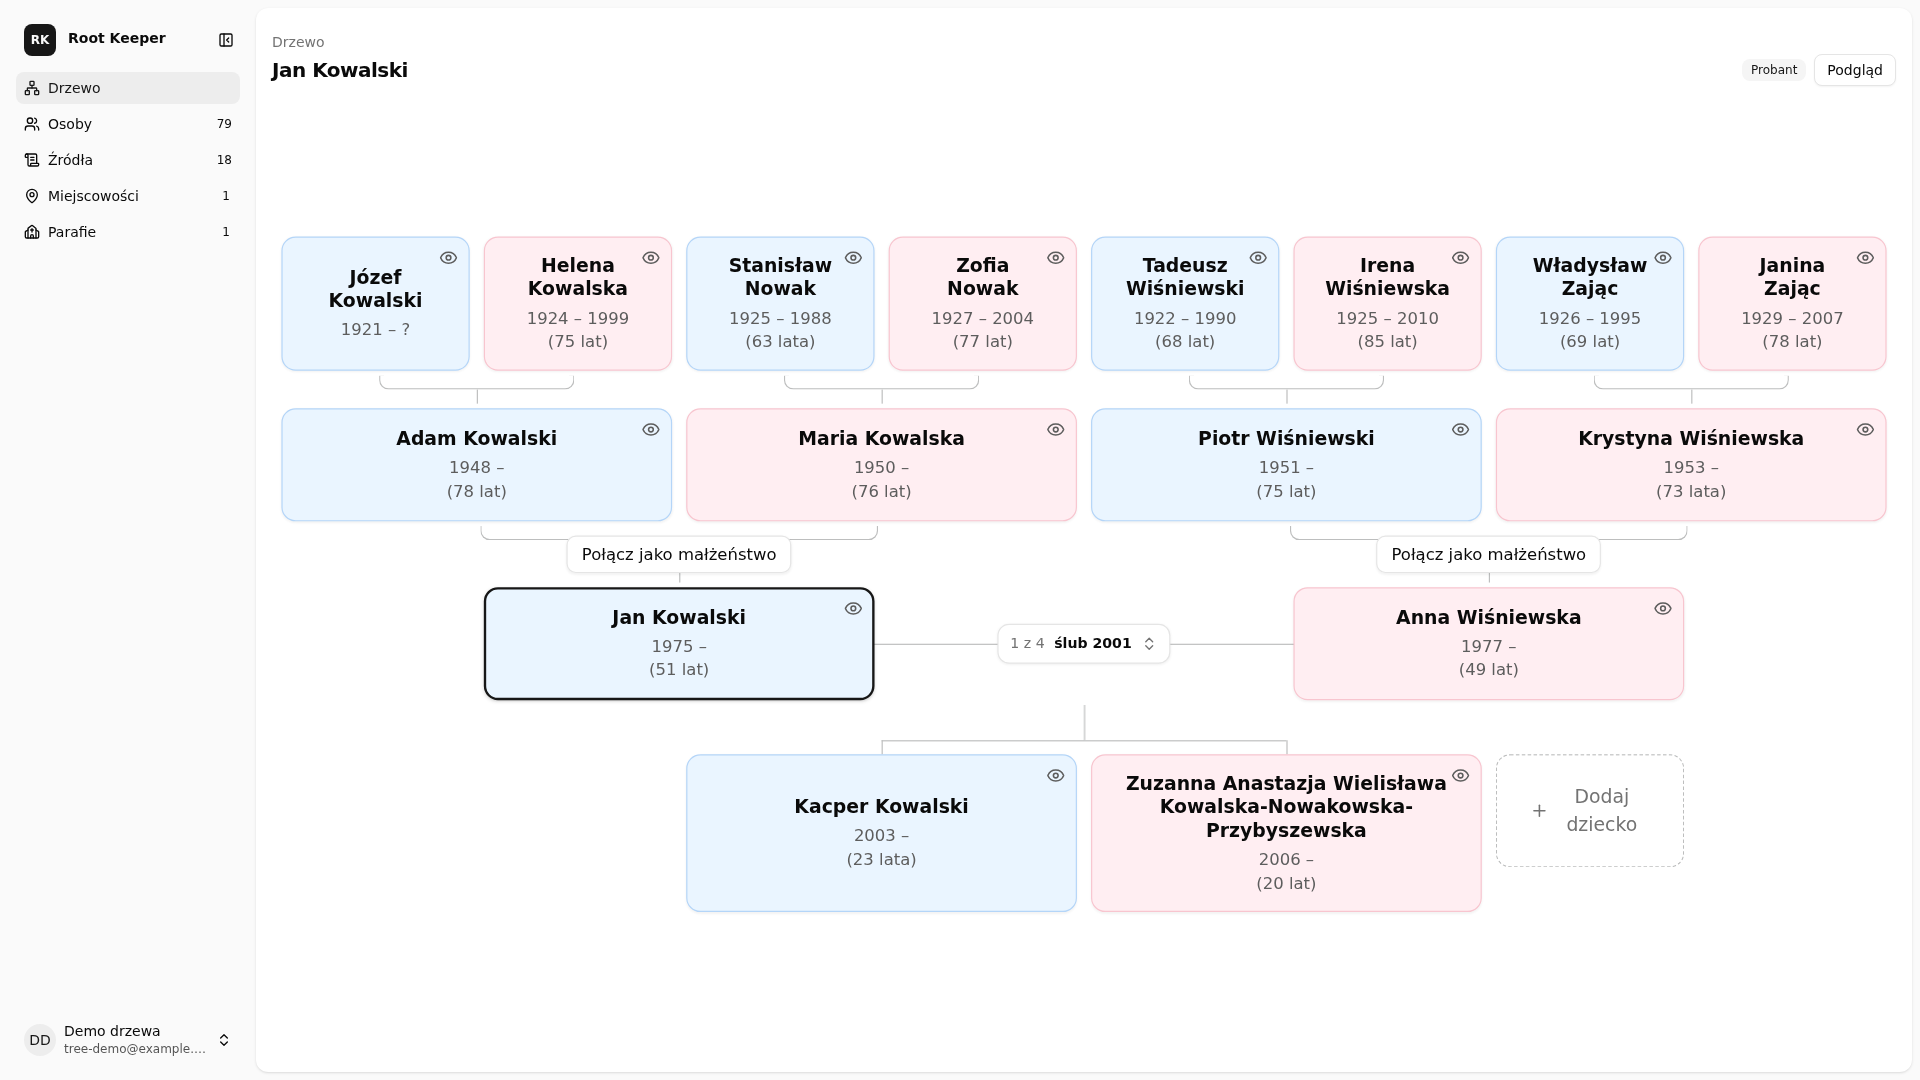 RK
Root Keeper
Drzewo
Osoby 79
Źródła 18
Miejscowości 1
Parafie 1
DD
Demo drzewa
tree-demo@example....
Drzewo
Jan Kowalski
Probant
Podgląd
Józef
Kowalski
1921 – ?
Helena
Kowalska
1924 – 1999
(75 lat)
Stanisław
Nowak
1925 – 1988
(63 lata)
Zofia
Nowak
1927 – 2004
(77 lat)
Tadeusz
Wiśniewski
1922 – 1990
(68 lat)
Irena
Wiśniewska
1925 – 2010
(85 lat)
Władysław
Zając
1926 – 1995
(69 lat)
Janina
Zając
1929 – 2007
(78 lat)
Adam Kowalski
1948 –
(78 lat)
Maria Kowalska
1950 –
(76 lat)
Piotr Wiśniewski
1951 –
(75 lat)
Krystyna Wiśniewska
1953 –
(73 lata)
Połącz jako małżeństwo
Połącz jako małżeństwo
Jan Kowalski
1975 –
(51 lat)
1 z 4 ślub 2001
Anna Wiśniewska
1977 –
(49 lat)
Kacper Kowalski
2003 –
(23 lata)
Zuzanna Anastazja Wielisława
Kowalska-Nowakowska-
Przybyszewska
2006 –
(20 lat)
Dodaj
dziecko